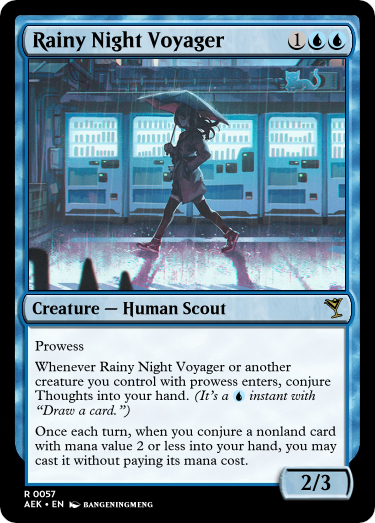 Rainy Night Voyager 1
Creature — Human Scout
Prowess
Whenever Rainy Night Voyager or another
creature you control with prowess enters, conjure
Thoughts into your hand. (It's a instant with
“Draw a card.”)
Once each turn, when you conjure a nonland card
with mana value 2 or less into your hand, you may
cast it without paying its mana cost.
2/3
R 0057
AEK • EN BANGENINGMENG